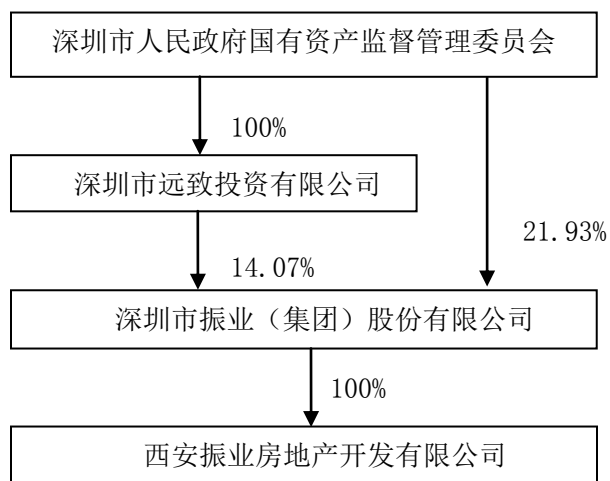 深圳市人民政府国有资产监督管理委员会
100%
深圳市远致投资有限公司
21.93%
14.07%
深圳市振业（集团）股份有限公司
100%
西安振业房地产开发有限公司